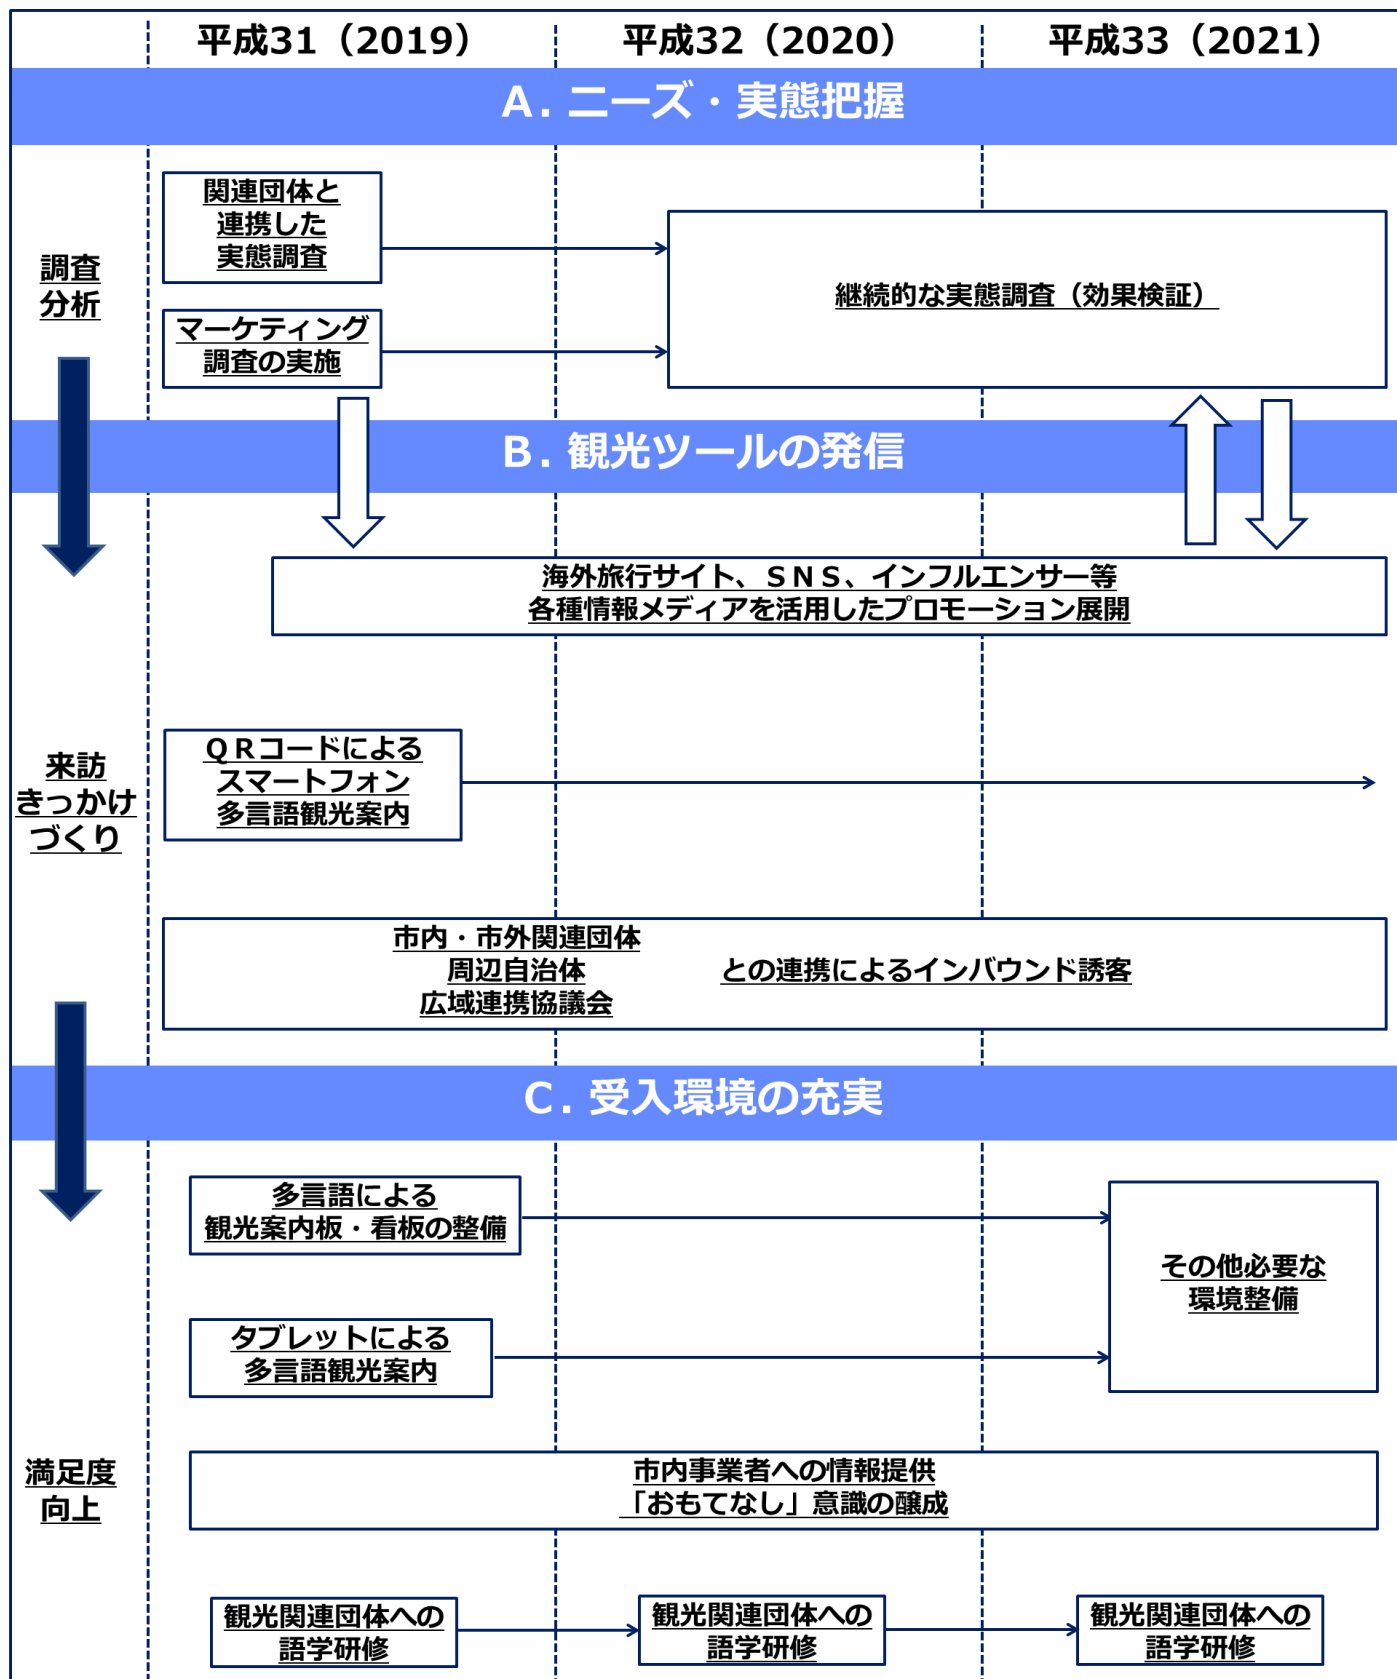 平成31（2019）
平成32（2020）
平成33（2021）
A．ニーズ・実態把握
調査
分析
関連団体と
連携した
実態調査
マーケティング
調査の実施
継続的な実態調査（効果検証）
B．観光ツールの発信
海外旅行サイト、ＳＮＳ、インフルエンサー等
各種情報メディアを活用したプロモーション展開
来訪
きっかけ
づくり
ＱＲコードによる
スマートフォン
多言語観光案内
市内・市外関連団体
周辺自治体
広域連携協議会
との連携によるインバウンド誘客
C．受入環境の充実
多言語による
観光案内板・看板の整備
タブレットによる
多言語観光案内
その他必要な
環境整備
満足度
向上
市内事業者への情報提供
「おもてなし」意識の醸成
観光関連団体への
語学研修
観光関連団体への
語学研修
観光関連団体への
語学研修